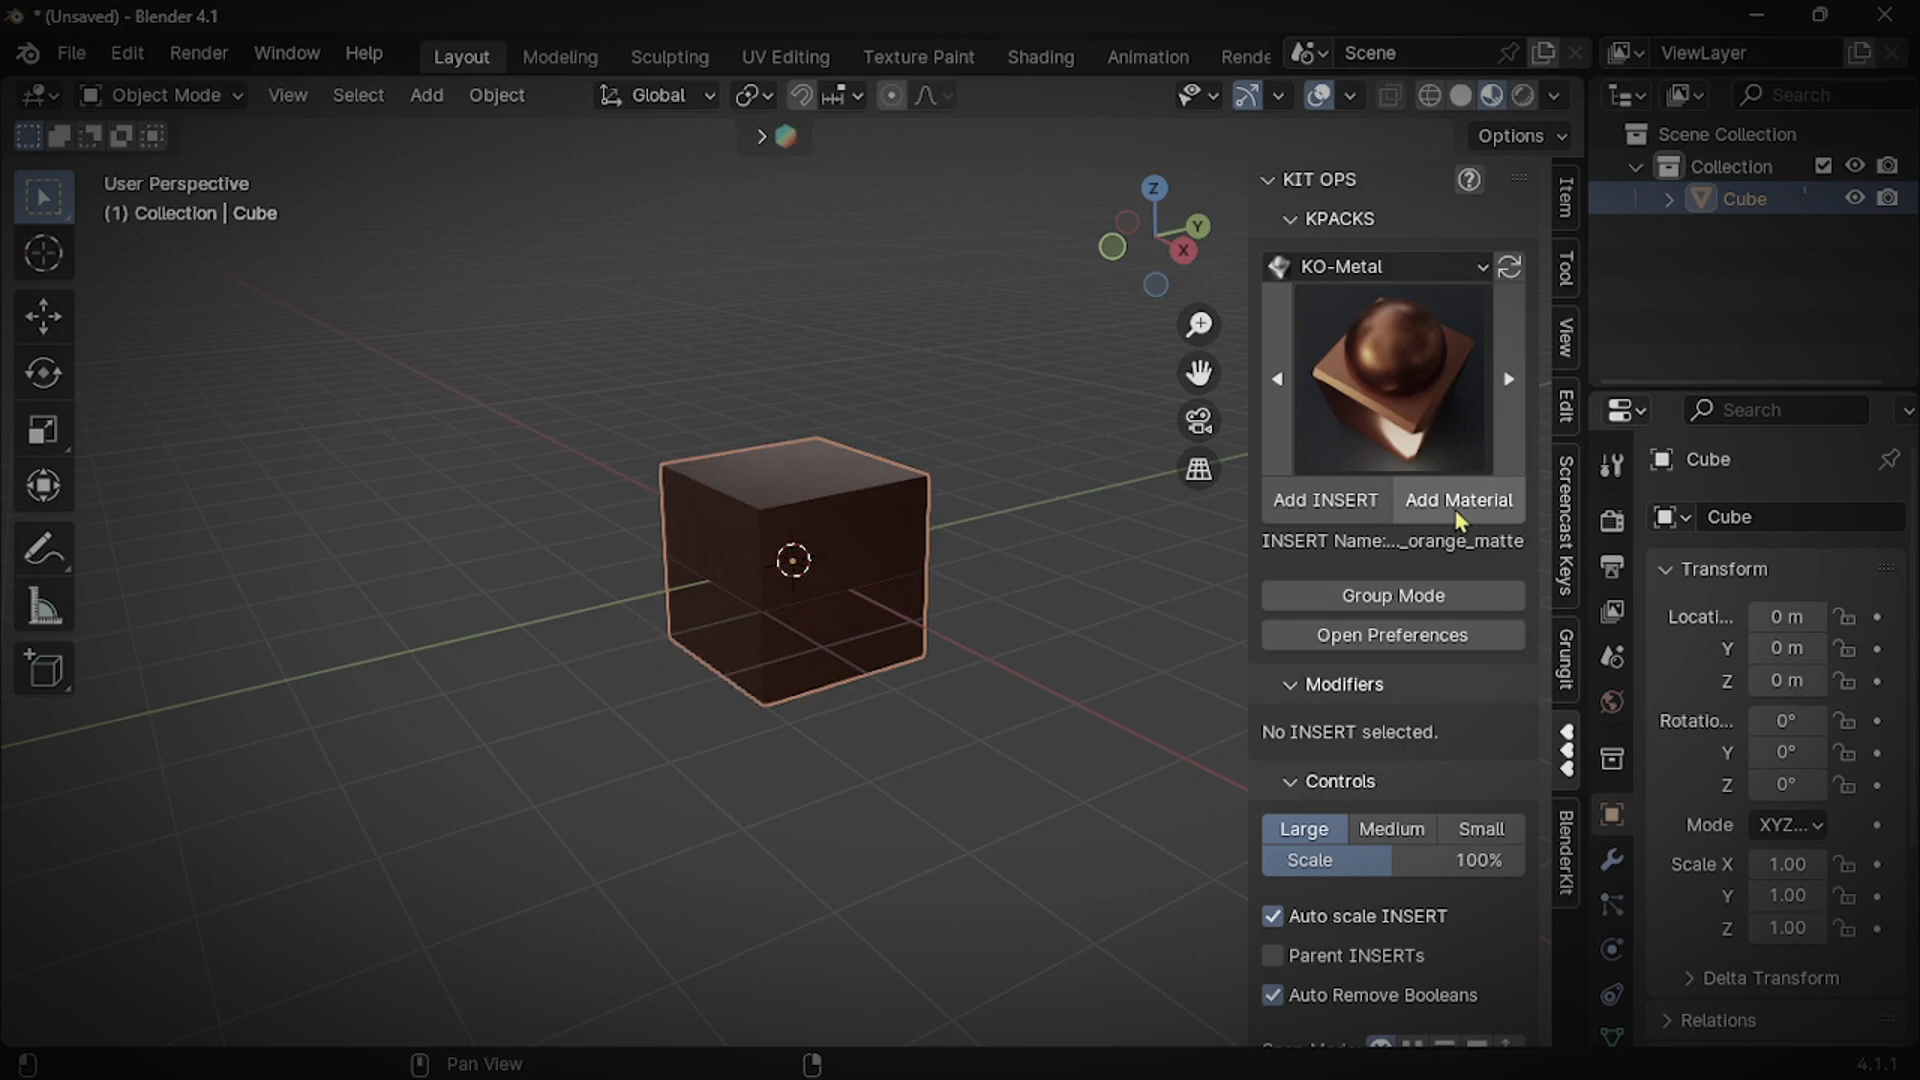 * (Unsaved) - Blender 4.1
File Edit Render Window Help
Layout Modeling Sculpting UV Editing Texture Paint Shading Animation Rende
Scene
ViewLayer
Object Mode View Select Add Object
Global
Search
Options
User Perspective
(1) Collection | Cube
Z
Y
X
KIT OPS
KPACKS
KO-Metal
Add INSERT Add Material
INSERT Name:..._orange_matte
Group Mode
Open Preferences
Modifiers
No INSERT selected.
Controls
Large Medium Small
Scale 100%
Auto scale INSERT
Parent INSERTs
Auto Remove Booleans
Item
Tool
View
Edit
Screencast Keys
Grungit
BlenderKit
Scene Collection
Collection
Cube
Search
Cube
Cube
Transform
Locati... 0 m
Y 0 m
Z 0 m
Rotatio... 0°
Y 0°
Z 0°
Mode XYZ...
Scale X 1.00
Y 1.00
Z 1.00
Delta Transform
Relations
Pan View
4.1.1